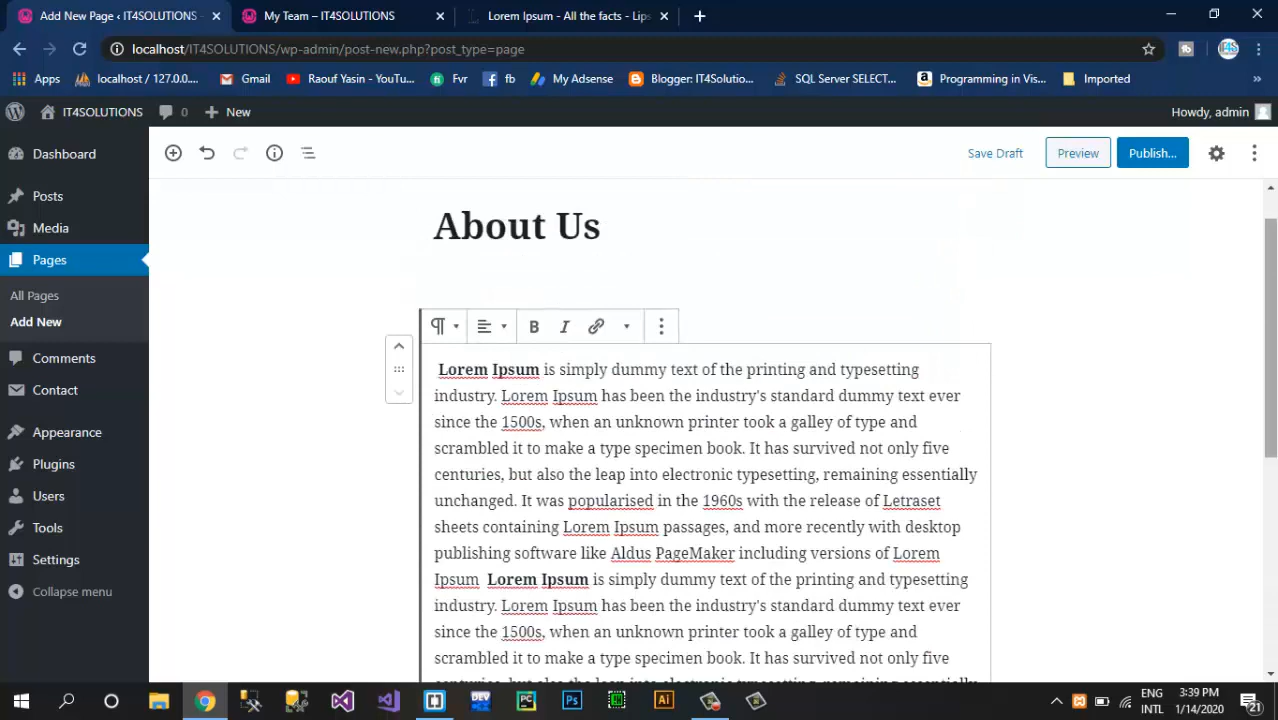 Add New Page ‹ IT4SOLUTIONS
My Team – IT4SOLUTIONS
Lorem Ipsum - All the facts - Lips
localhost/IT4SOLUTIONS/wp-admin/post-new.php?post_type=page
Apps
localhost / 127.0.0...
Gmail
Raouf Yasin - YouT...
Fvr
fb
My Adsense
Blogger: IT4Solutio...
SQL Server SELECT...
Programming in Vis...
Imported
»
IT4SOLUTIONS
0
New
Howdy, admin
Dashboard
Posts
Media
Pages
All Pages
Add New
Comments
Contact
Appearance
Plugins
Users
Tools
Settings
Collapse menu
Save Draft
Preview
Publish...
About Us
B I
Lorem Ipsum is simply dummy text of the printing and typesetting
industry. Lorem Ipsum has been the industry's standard dummy text ever
since the 1500s, when an unknown printer took a galley of type and
scrambled it to make a type specimen book. It has survived not only five
centuries, but also the leap into electronic typesetting, remaining essentially
unchanged. It was popularised in the 1960s with the release of Letraset
sheets containing Lorem Ipsum passages, and more recently with desktop
publishing software like Aldus PageMaker including versions of Lorem
Ipsum Lorem Ipsum is simply dummy text of the printing and typesetting
industry. Lorem Ipsum has been the industry's standard dummy text ever
since the 1500s, when an unknown printer took a galley of type and
scrambled it to make a type specimen book. It has survived not only five
DEV
PC
Ps
Ai
ENG
INTL
3:39 PM
1/14/2020
21